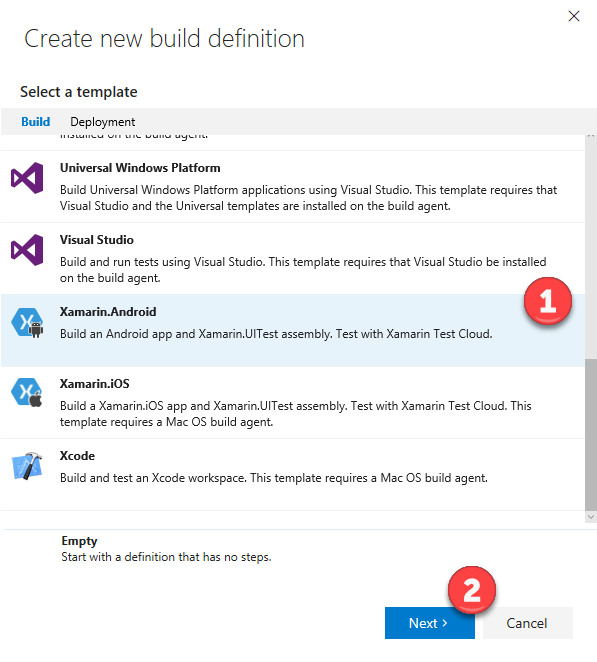 Create new build definition
Select a template
Build Deployment
installed on the build agent.
Universal Windows Platform
Build Universal Windows Platform applications using Visual Studio. This template requires that
Visual Studio and the Universal templates are installed on the build agent.
Visual Studio
Build and run tests using Visual Studio. This template requires that Visual Studio be installed
on the build agent.
1
Xamarin.Android
Build an Android app and Xamarin.UITest assembly. Test with Xamarin Test Cloud.
Xamarin.iOS
Build a Xamarin.iOS app and Xamarin.UITest assembly. Test with Xamarin Test Cloud. This
template requires a Mac OS build agent.
Xcode
Build and test an Xcode workspace. This template requires a Mac OS build agent.
Empty
Start with a definition that has no steps.
2
Next > Cancel